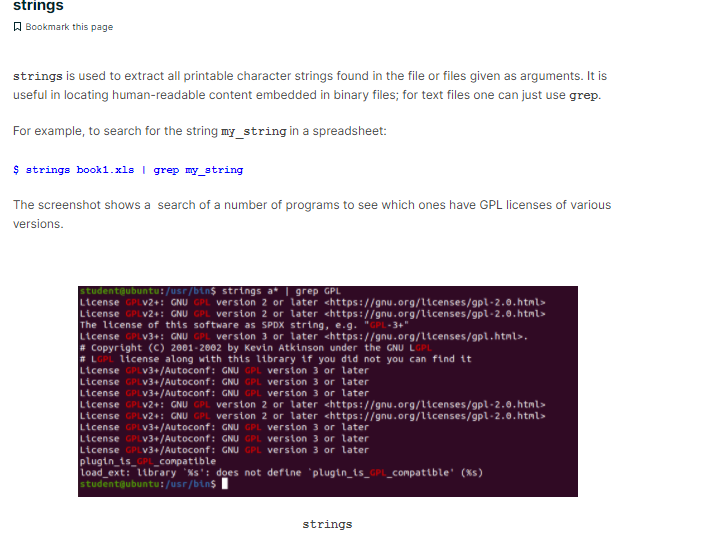 strings
Bookmark this page
strings is used to extract all printable character strings found in the file or files given as arguments. It is
useful in locating human-readable content embedded in binary files; for text files one can just use grep.
For example, to search for the string my_string in a spreadsheet:
$ strings book1.xls | grep my_string
The screenshot shows a search of a number of programs to see which ones have GPL licenses of various
versions.
student@ubuntu:/usr/bin$ strings a* | grep GPL
License GPLv2+: GNU GPL version 2 or later <https://gnu.org/licenses/gpl-2.0.html>
License GPLv2+: GNU GPL version 2 or later <https://gnu.org/licenses/gpl-2.0.html>
The license of this software as SPDX string, e.g. "GPL-3+"
License GPLv3+: GNU GPL version 3 or later <https://gnu.org/licenses/gpl.html>.
# Copyright (C) 2001-2002 by Kevin Atkinson under the GNU LGPL
# LGPL license along with this library if you did not you can find it
License GPLv3+/Autoconf: GNU GPL version 3 or later
License GPLv3+/Autoconf: GNU GPL version 3 or later
License GPLv3+/Autoconf: GNU GPL version 3 or later
License GPLv2+: GNU GPL version 2 or later <https://gnu.org/licenses/gpl-2.0.html>
License GPLv2+: GNU GPL version 2 or later <https://gnu.org/licenses/gpl-2.0.html>
License GPLv3+/Autoconf: GNU GPL version 3 or later
License GPLv3+/Autoconf: GNU GPL version 3 or later
License GPLv3+/Autoconf: GNU GPL version 3 or later
plugin_is_GPL_compatible
load_ext: library `%s': does not define `plugin_is_GPL_compatible' (%s)
student@ubuntu:/usr/bin$
strings